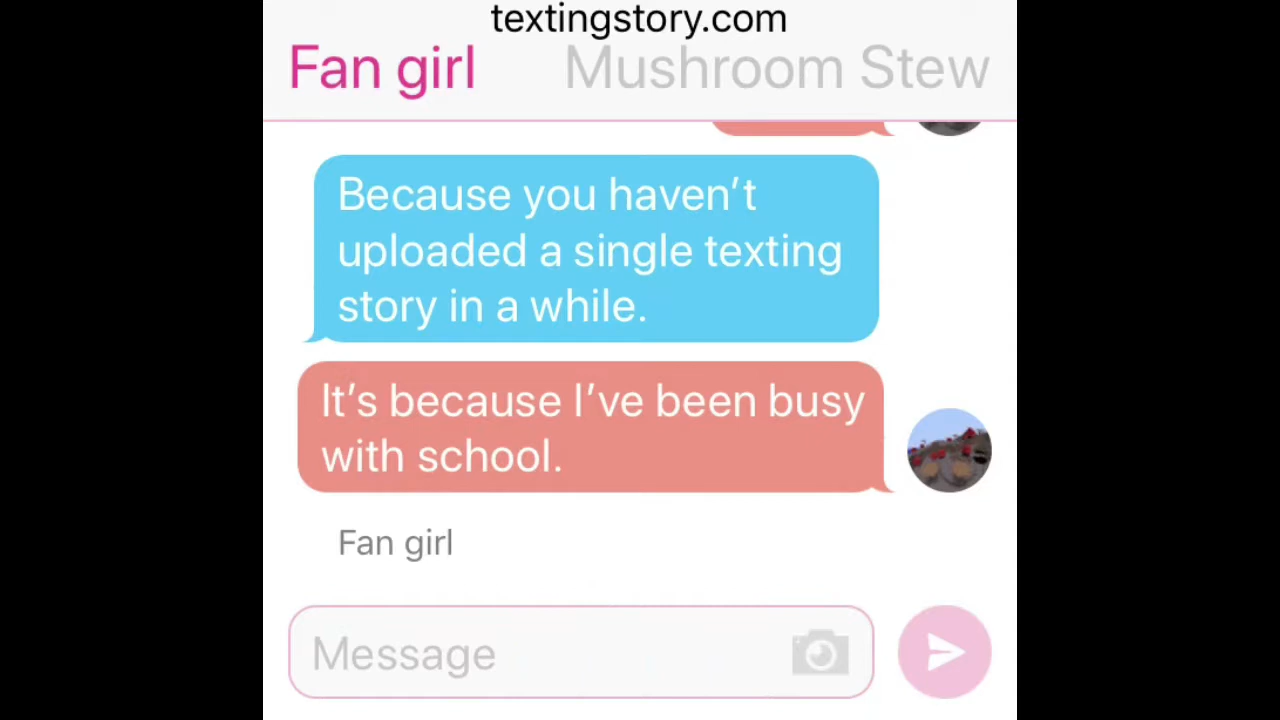 textingstory.com
Fan girl Mushroom Stew
Because you haven’t
uploaded a single texting
story in a while.
It’s because I’ve been busy
with school.
Fan girl
Message